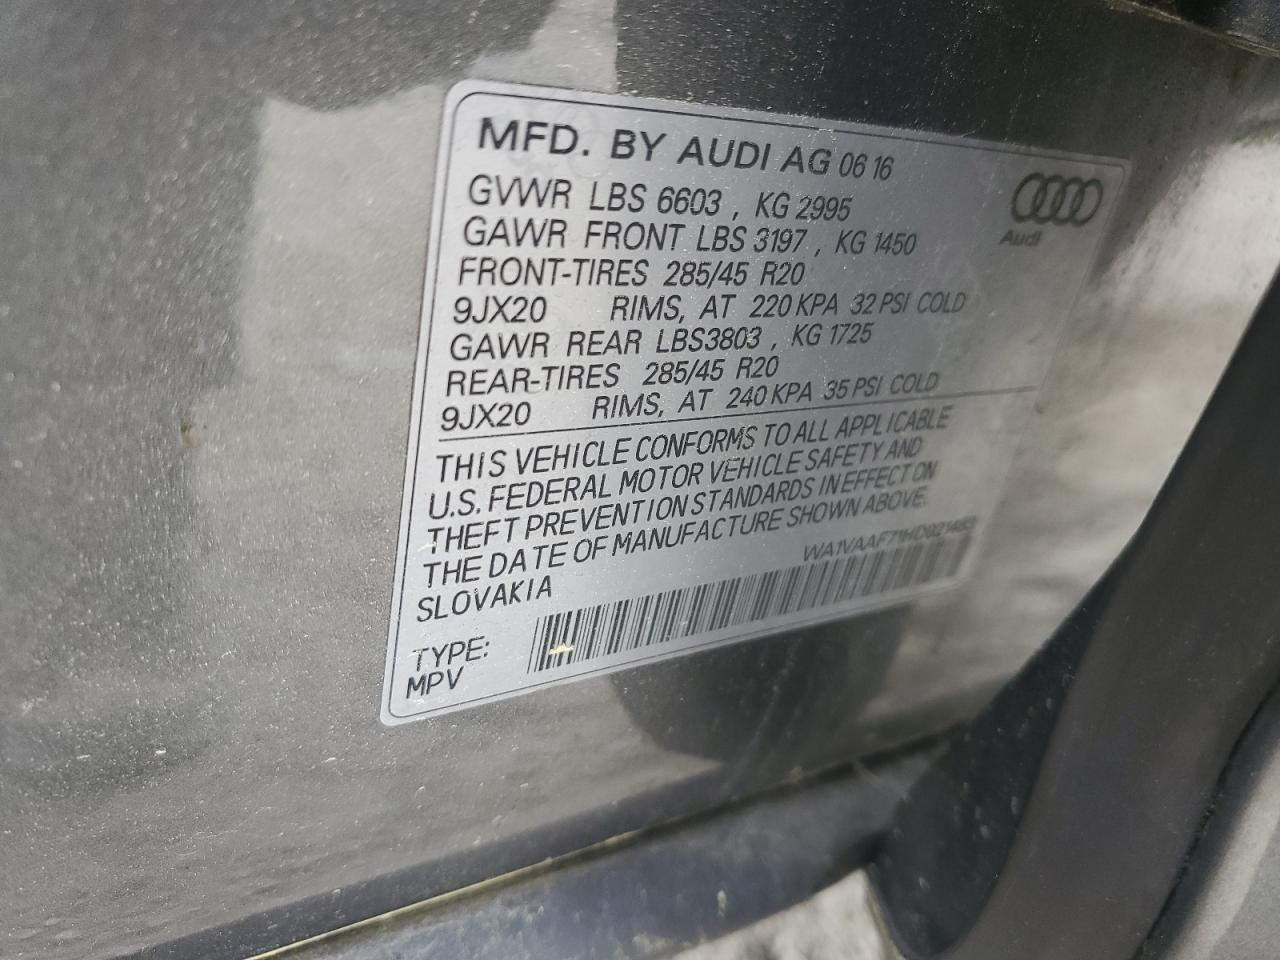 MFD. BY AUDI AG 06 16
GVWR LBS 6603 , KG 2995
GAWR FRONT LBS 3197 , KG 1450
FRONT-TIRES 285/45 R20
9JX20 RIMS, AT 220 KPA 32 PSI COLD
GAWR REAR LBS3803 , KG 1725
REAR-TIRES 285/45 R20
9JX20 RIMS, AT 240 KPA 35 PSI COLD
Audi
THIS VEHICLE CONFORMS TO ALL APPLICABLE
U.S. FEDERAL MOTOR VEHICLE SAFETY AND
THEFT PREVENTION STANDARDS IN EFFECT ON
THE DATE OF MANUFACTURE SHOWN ABOVE.
SLOVAKIA
TYPE:
MPV